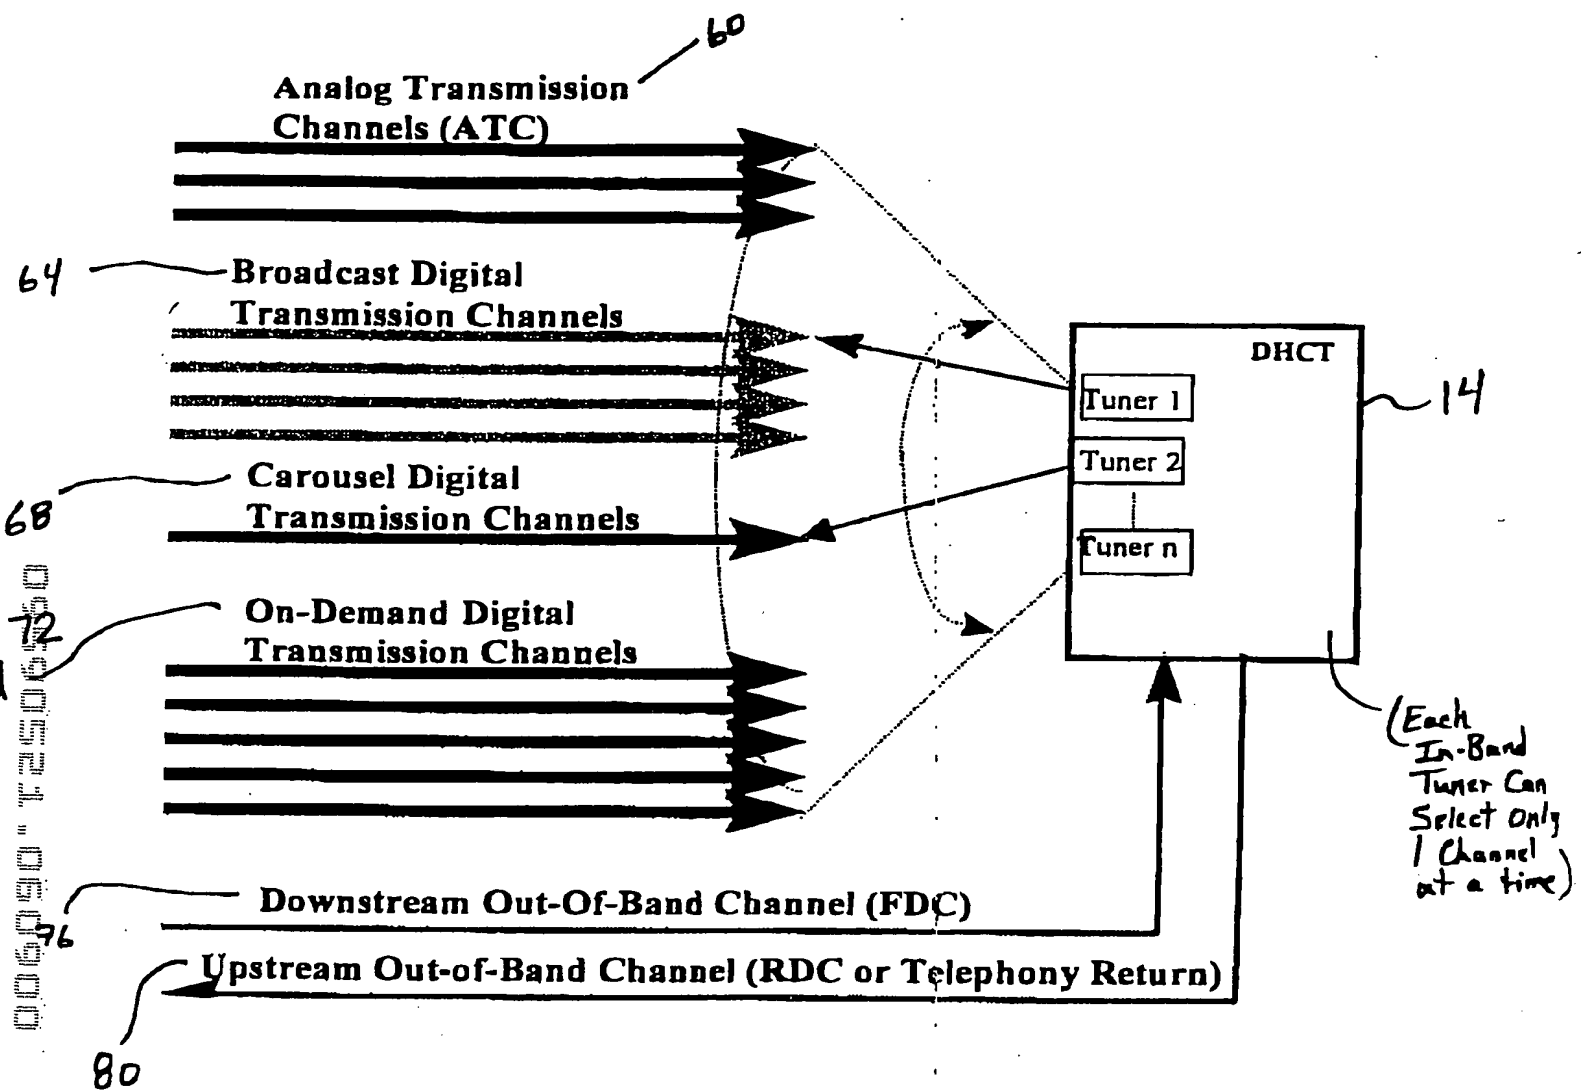 60
Analog Transmission
Channels (ATC)
64
Broadcast Digital
Transmission Channels
DHCT
Tuner 1
14
Tuner 2
Carousel Digital
Transmission Channels
68
Tuner n
On-Demand Digital
Transmission Channels
72
(Each
In-Band
Tuner Can
Select Only
1 Channel
at a time)
Downstream Out-Of-Band Channel (FDC)
76
Upstream Out-of-Band Channel (RDC or Telephony Return)
80